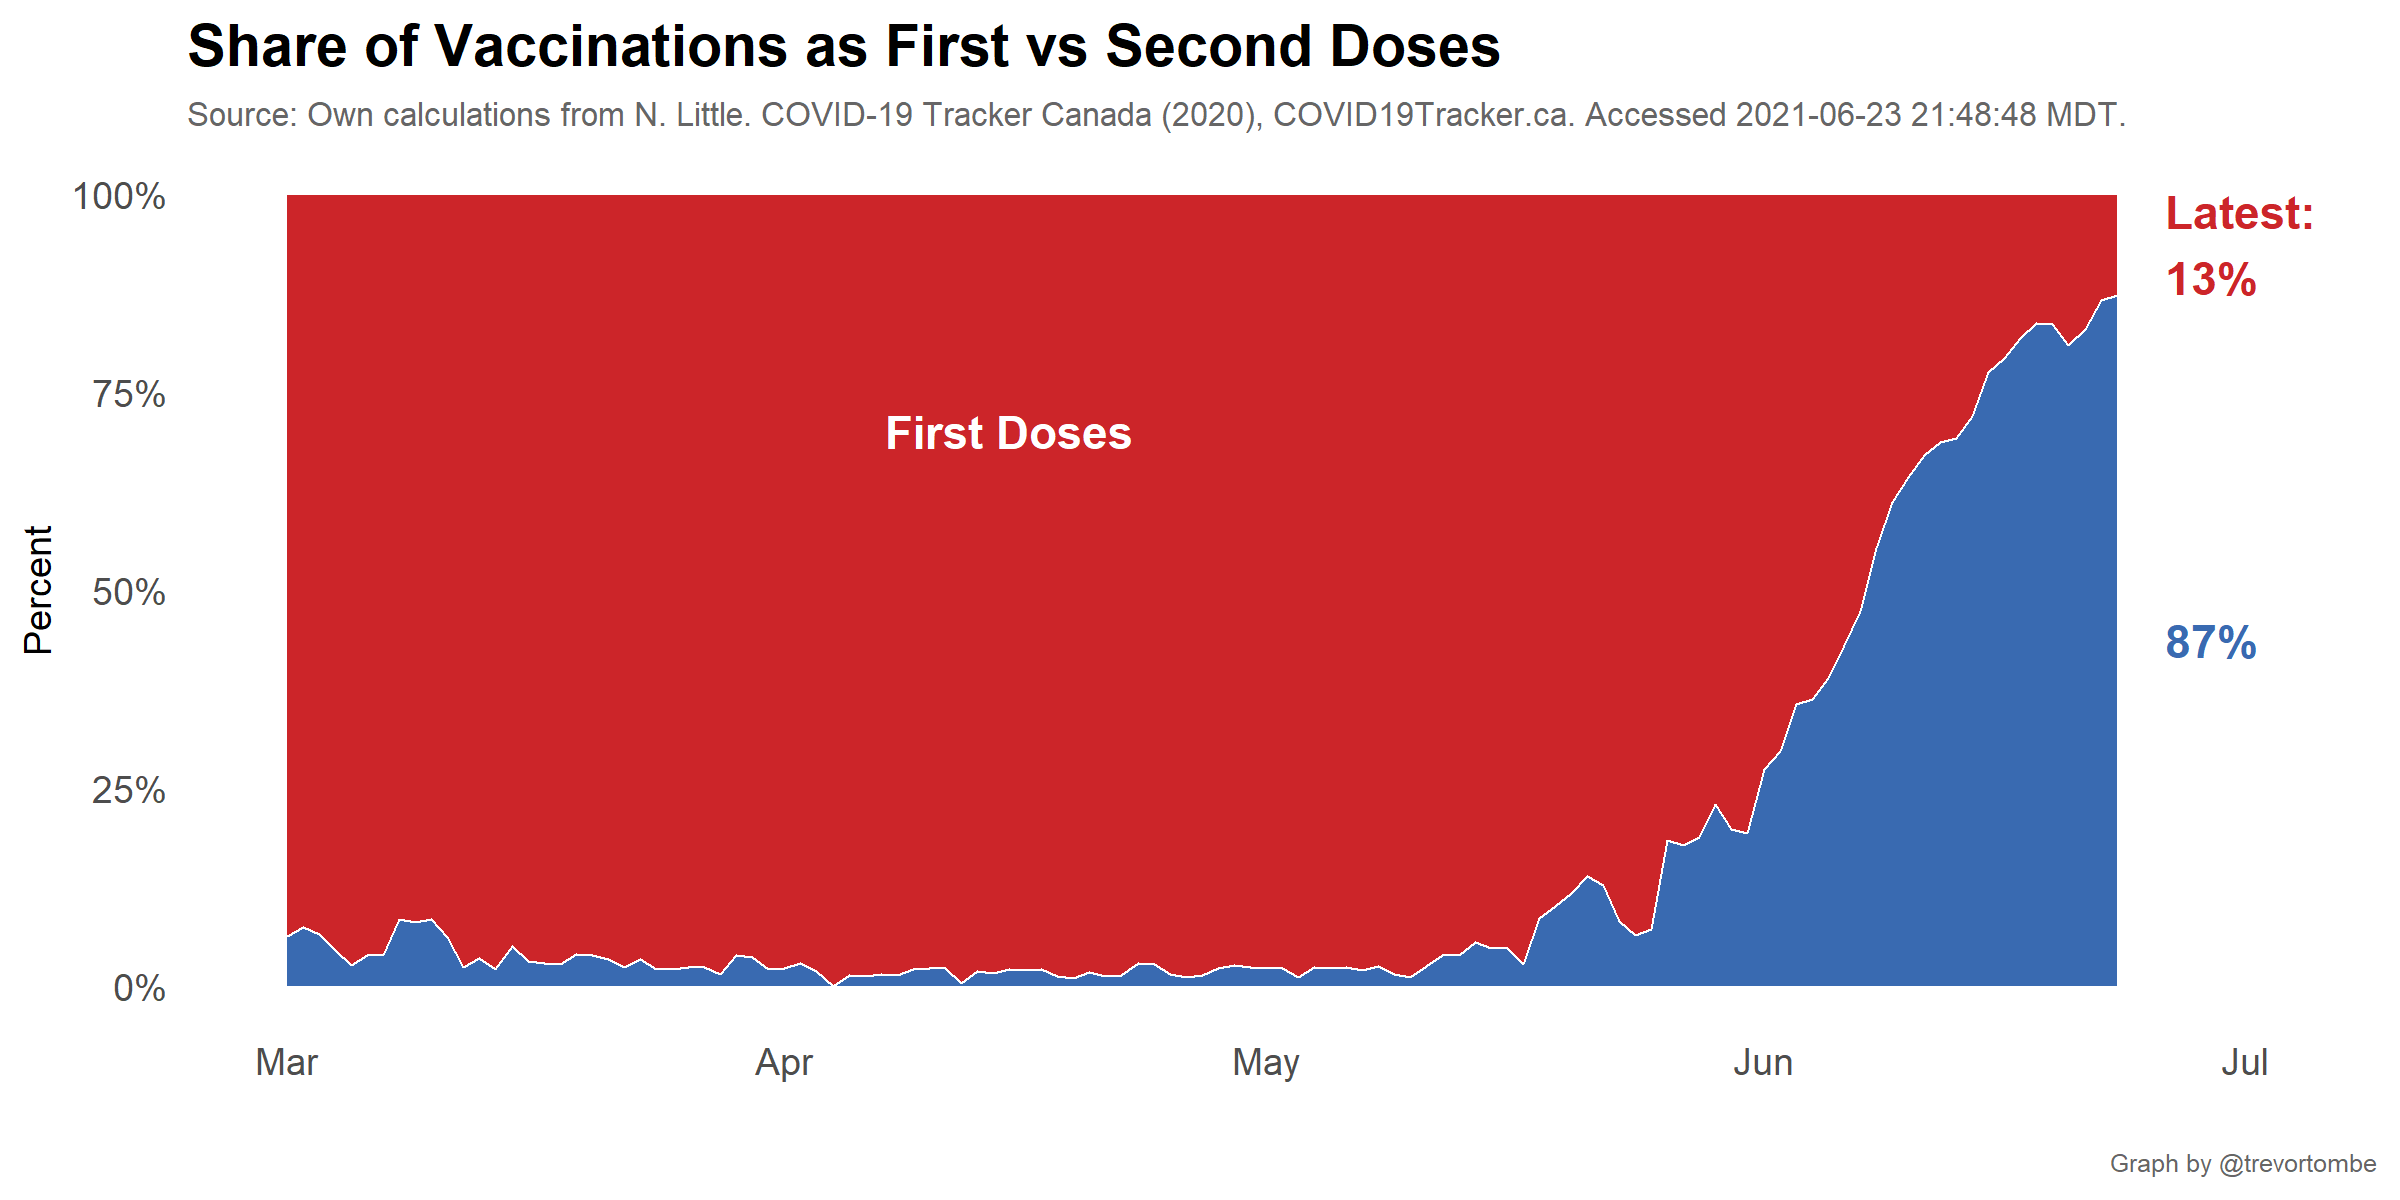 Share of Vaccinations as First vs Second Doses
Source: Own calculations from N. Little. COVID-19 Tracker Canada (2020), COVID19Tracker.ca. Accessed 2021-06-23 21:48:48 MDT.
100%
75%
50%
25%
0%
Percent
First Doses
Latest:
13%
87%
Mar
Apr
May
Jun
Jul
Graph by @trevortombe